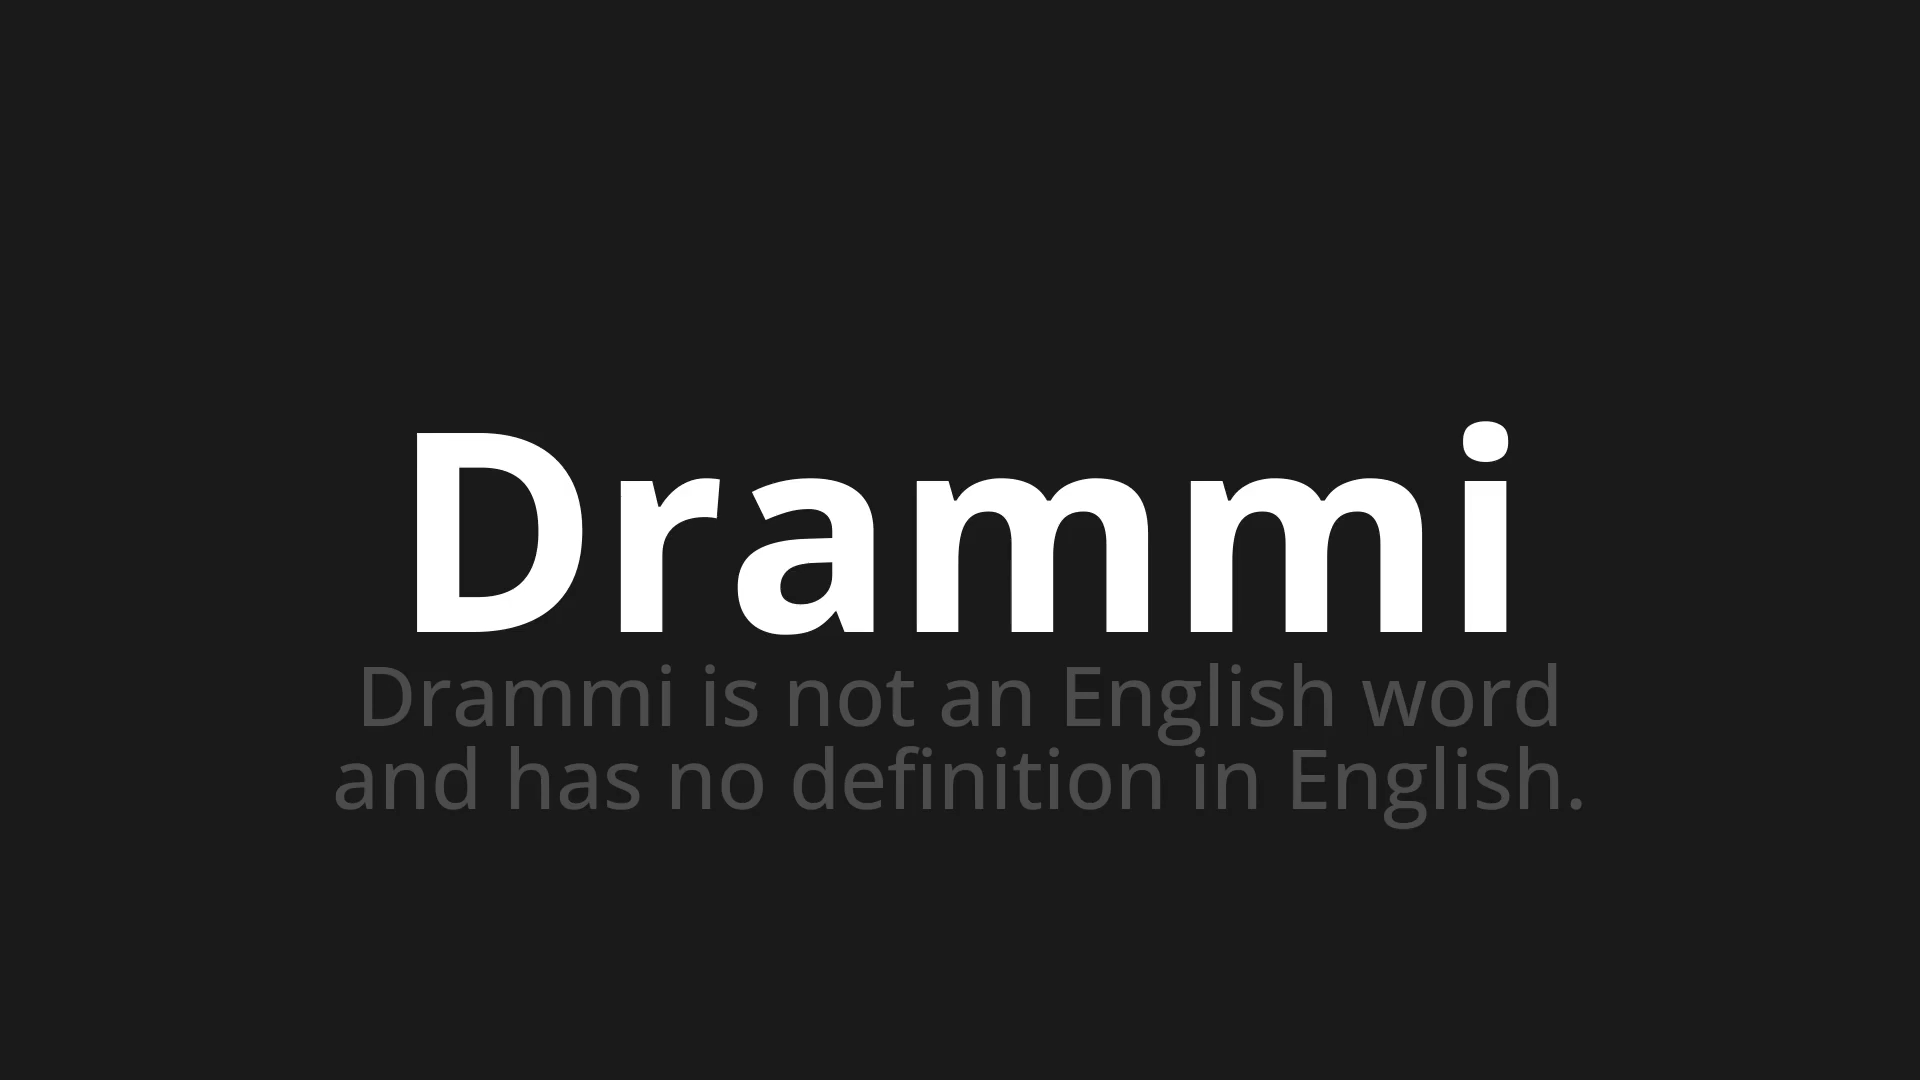 Drammi
Drammi is not an English word
and has no definition in English.